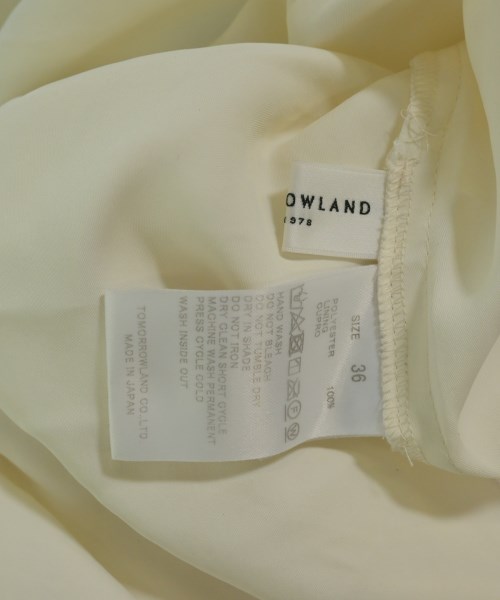 OWLAND
1978
SIZE 36
POLYESTER 100%
LINING
CUPRO
HAND WASH
DO NOT BLEACH
DO NOT TUMBLE DRY
DRY IN SHADE
DO NOT IRON
DRY CLEAN SHORT CYCLE
MACHINE WASH PERMANENT
PRESS CYCLE COLD
WASH INSIDE OUT
TOMORROWLAND CO.,LTD.
MADE IN JAPAN